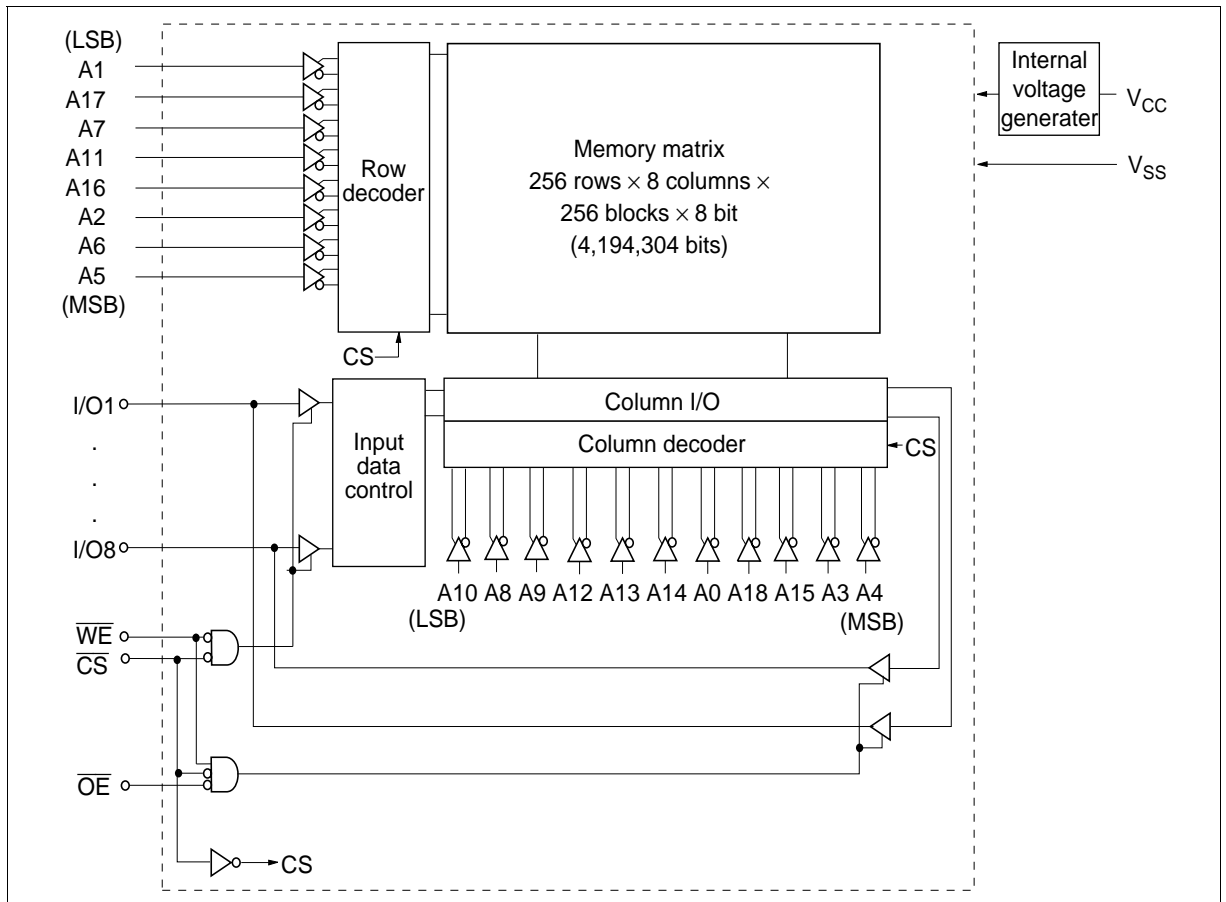 (LSB)
A1
A17
A7
A11
A16
A2
A6
A5
(MSB)
Row
decoder
CS
Memory matrix
256 rows × 8 columns ×
256 blocks × 8 bit
(4,194,304 bits)
Internal
voltage
generater
VCC
VSS
I/O1
.
.
.
.
I/O8
Input
data
control
Column I/O
Column decoder
CS
A10 A8 A9 A12 A13 A14 A0 A18 A15 A3 A4
(LSB) (MSB)
WE
CS
OE
CS